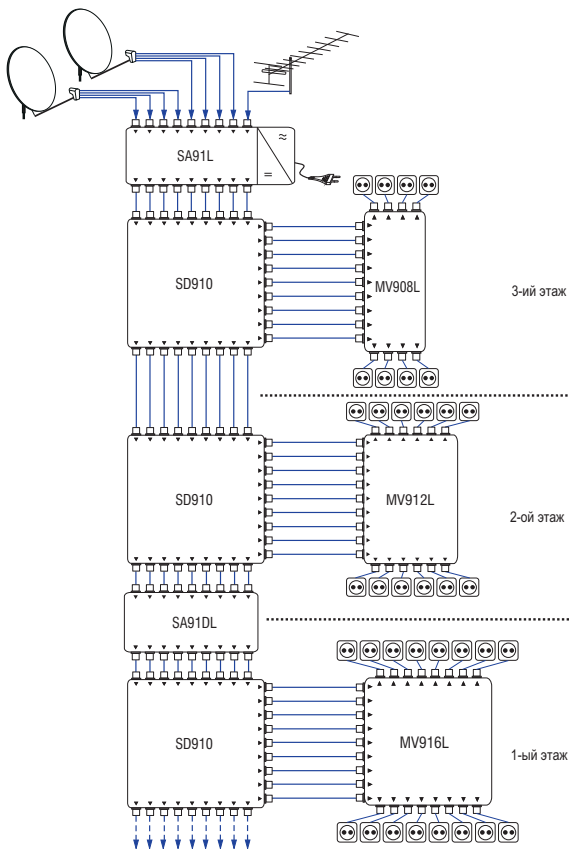 SA91L
≈
=
SD910
MV908L
3-ий этаж
SD910
MV912L
2-ой этаж
SA91DL
SD910
MV916L
1-ый этаж